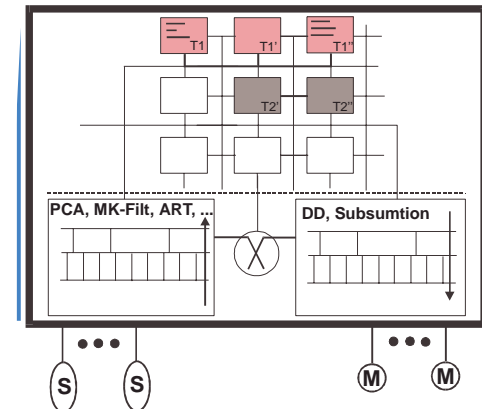 T1 T1' T1''
T2' T2''
PCA, MK-Filt, ART, ...
DD, Subsumtion
S S M M